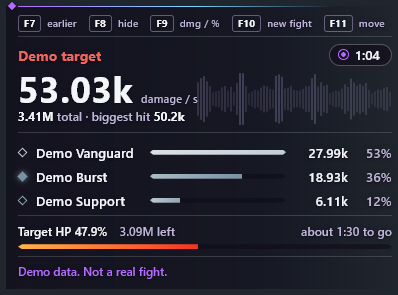 F7 earlier F8 hide F9 dmg / % F10 new fight F11 move
Demo target 1:04
53.03k damage / s
3.41M total · biggest hit 50.2k
Demo Vanguard 27.99k 53%
Demo Burst 18.93k 36%
Demo Support 6.11k 12%
Target HP 47.9% 3.09M left about 1:30 to go
Demo data. Not a real fight.